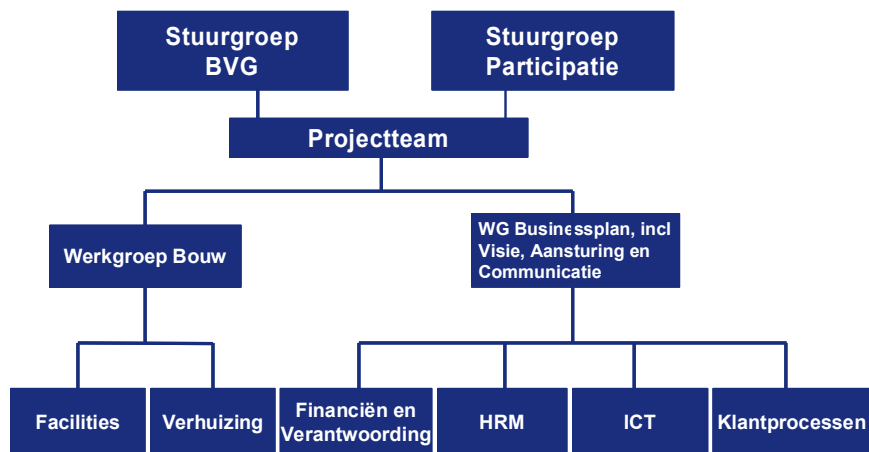 Stuurgroep
BVG
Stuurgroep
Participatie
Projectteam
Werkgroep Bouw
WG Businessplan, incl
Visie, Aansturing en
Communicatie
Facilities
Verhuizing
Financiën en
Verantwoording
HRM
ICT
Klantprocessen